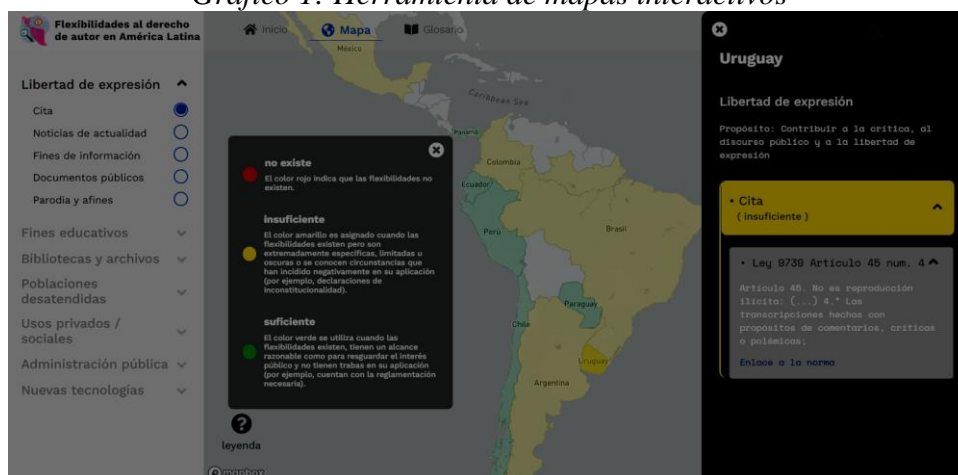 Gráfico 1: Herramienta de mapas interactivos
Flexibilidades al derecho
de autor en América Latina
Inicio
Mapa
Glosario
Libertad de expresión
Cita
Noticias de actualidad
Fines de información
Documentos públicos
Parodia y afines
Fines educativos
Bibliotecas y archivos
Poblaciones
desatendidas
Usos privados /
sociales
Administración pública
Nuevas tecnologías
México
Caribbean Sea
Panamá
Colombia
Ecuador
Perú
Brasil
Paraguay
Chile
Uruguay
Argentina
no existe
El color rojo indica que las flexibilidades no
existen.
insuficiente
El color amarillo es asignado cuando las
flexibilidades existen pero son
extremadamente específicas, limitadas u
oscuras o se conocen circunstancias que
han incidido negativamente en su aplicación
(por ejemplo, declaraciones de
inconstitucionalidad).
suficiente
El color verde se utiliza cuando las
flexibilidades existen, tienen un alcance
razonable como para resguardar el interés
público y no tienen trabas en su aplicación
(por ejemplo, cuentan con la reglamentación
necesaria).
leyenda
mapbox
Uruguay
Libertad de expresión
Propósito: Contribuir a la crítica, al
discurso público y a la libertad de
expresión
• Cita
( insuficiente )
• Ley 9739 Artículo 45 num. 4
Artículo 45. No es reproducción
ilícita: (...) 4.° Las
transcripciones hechas con
propósitos de comentarios, críticas
o polémicas;
Enlace a la norma